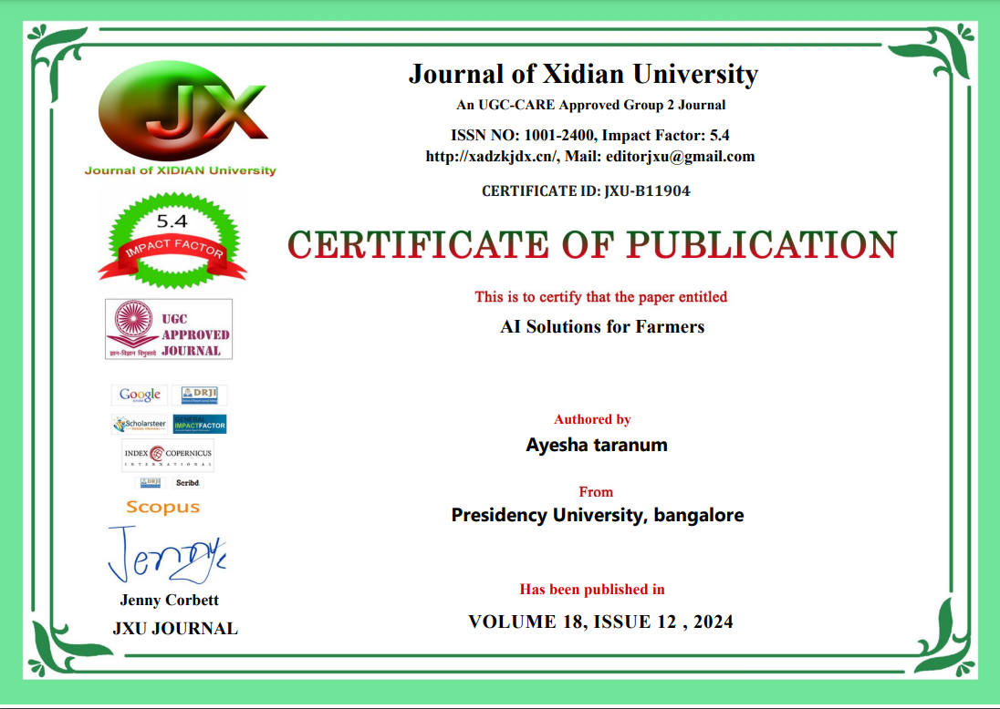 JX
Journal of XIDIAN University
Journal of Xidian University
An UGC-CARE Approved Group 2 Journal
ISSN NO: 1001-2400, Impact Factor: 5.4
http://xadzkjdx.cn/, Mail: editorjxu@gmail.com
CERTIFICATE ID: JXU-B11904
5.4
IMPACT FACTOR
CERTIFICATE OF PUBLICATION
This is to certify that the paper entitled
AI Solutions for Farmers
UGC
APPROVED
JOURNAL
ज्ञान-विज्ञान विमुक्तये
Google
DRJI
Scholarsteer
GENERAL
IMPACTFACTOR
INDEX COPERNICUS
INTERNATIONAL
DRJI
Scribd.
Scopus
Authored by
Ayesha taranum
From
Presidency University, bangalore
Jenny
Jenny Corbett
JXU JOURNAL
Has been published in
VOLUME 18, ISSUE 12 , 2024